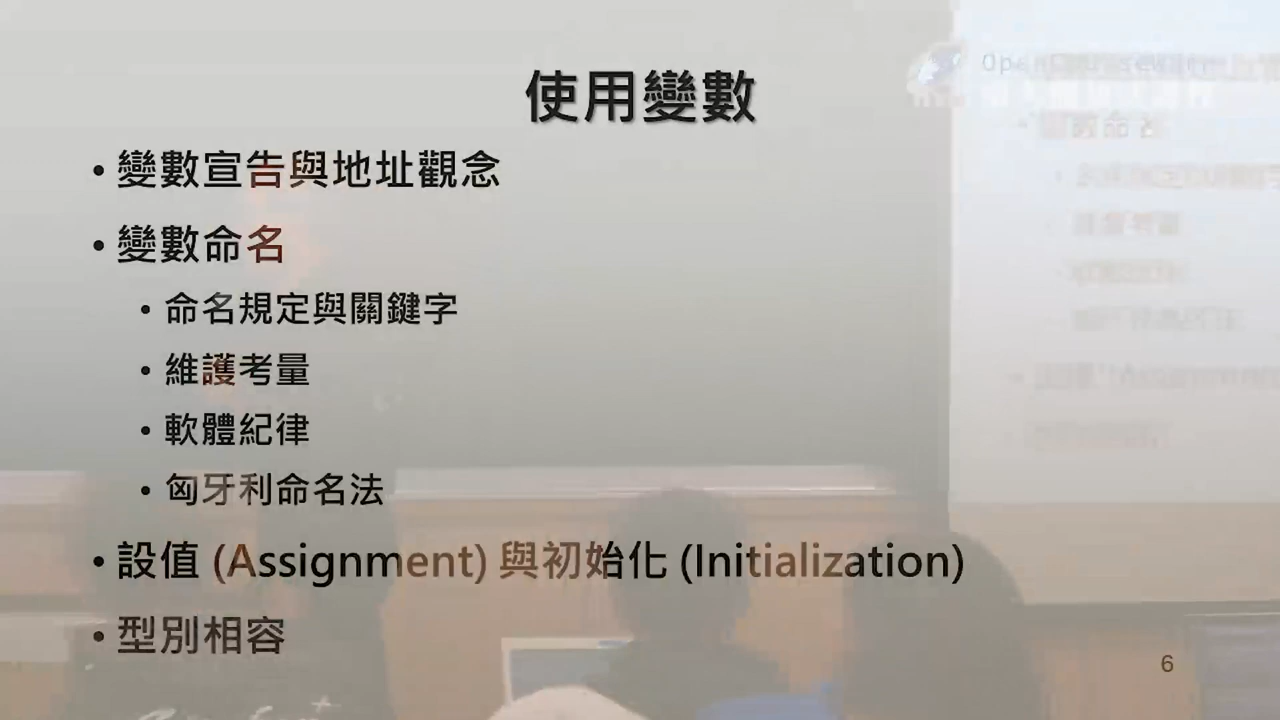 使用變數
• 變數宣告與地址觀念
• 變數命名
• 命名規定與關鍵字
• 維護考量
• 軟體紀律
• 匈牙利命名法
• 設值 (Assignment) 與初始化 (Initialization)
• 型別相容
6